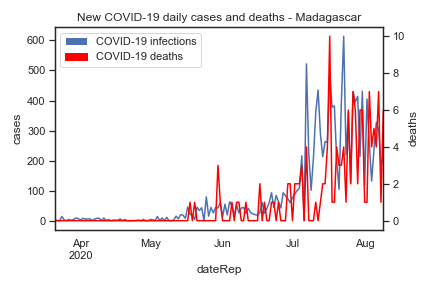 New COVID-19 daily cases and deaths - Madagascar
COVID-19 infections
COVID-19 deaths
600
500
400
300
200
100
0
cases
10
8
6
4
2
0
deaths
Apr
2020
May
Jun
Jul
Aug
dateRep